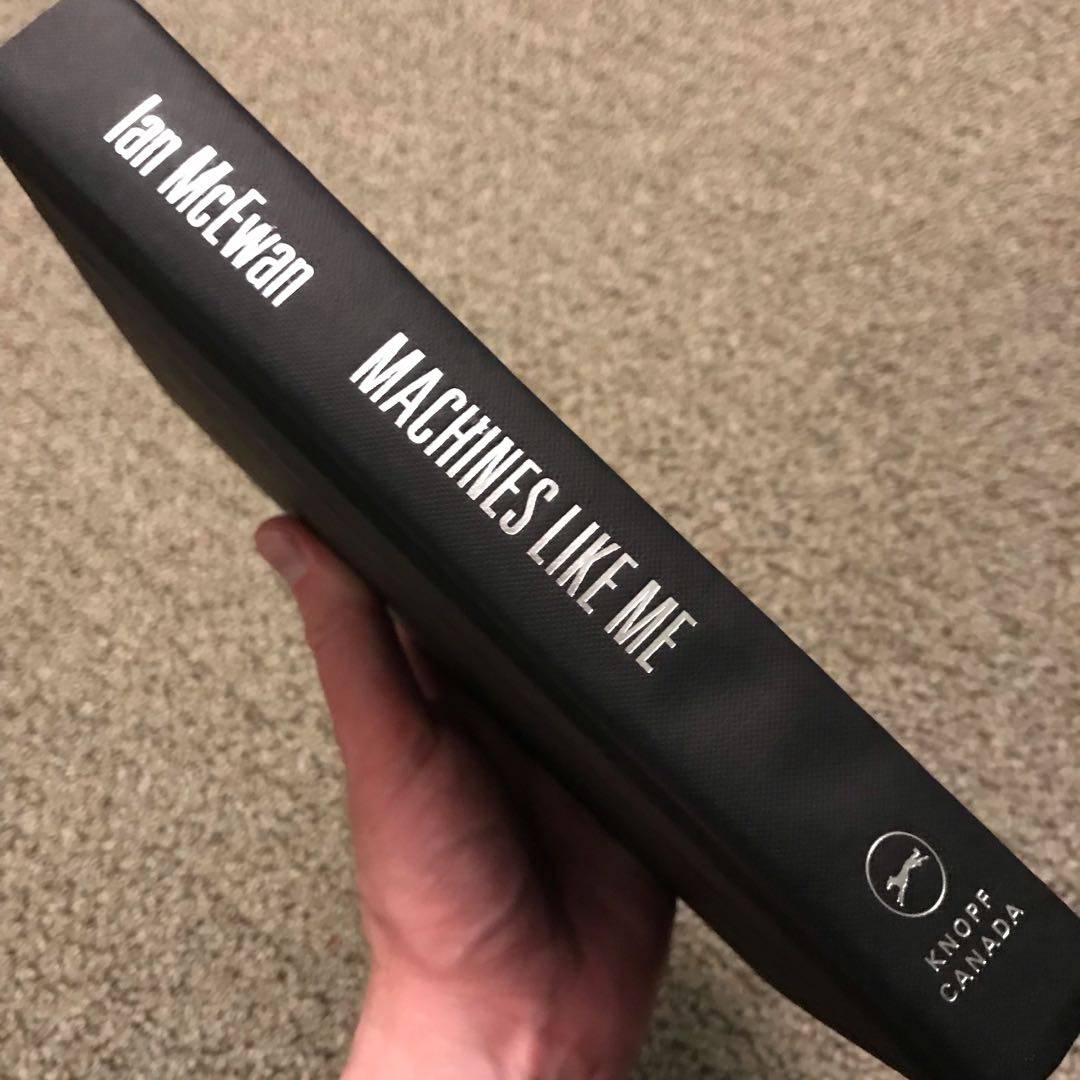 Ian McEwan
MACHINES LIKE ME
KNOPF
CANADA